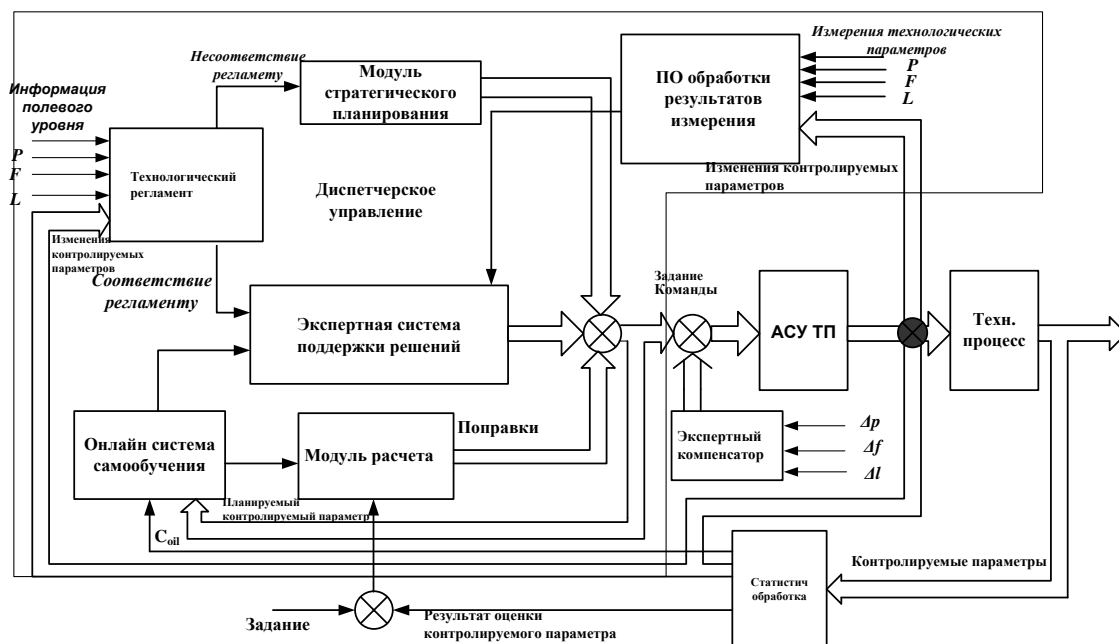 Измерения технологических
параметров
P
F
L
Несоответствие
регламету
Модуль
стратегического
планирования
ПО обработки
результатов
измерения
Информация
полевого
уровня
P
F
L
Технологический
регламент
Диспетчерское
управление
Изменения контролируемых
параметров
Изменения
контролируемых
параметров
Соответствие
регламенту
Задание
Команды
Экспертная система
поддержки решений
АСУ ТП
Техн.
процесс
Онлайн система
самообучения
Модуль расчета
Поправки
Экспертный
компенсатор
Δp
Δf
Δl
Планируемый
контролируемый параметр
Coil
Контролируемые параметры
Статистич
обработка
Задание
Результат оценки
контролируемого параметра